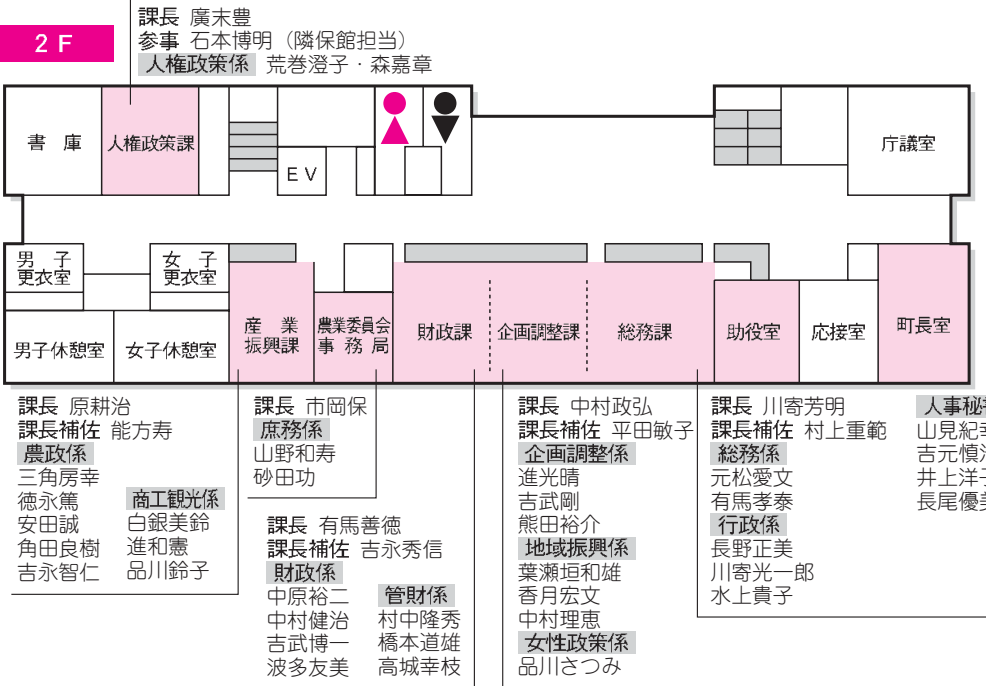 2 F
課長 廣末豊
参事 石本博明（隣保館担当）
人権政策係 荒巻澄子・森嘉章
書 庫
人権政策課
E V
庁議室
男 子
更衣室
女 子
更衣室
男子休憩室
女子休憩室
産 業
振興課
農業委員会
事 務 局
財政課
企画調整課
総務課
助役室
応接室
町長室
課長 原耕治
課長補佐 能方寿
農政係
三角房幸
徳永篤
安田誠
角田良樹
吉永智仁
商工観光係
白銀美鈴
進和憲
品川鈴子
課長 市岡保
庶務係
山野和寿
砂田功
課長 有馬善徳
課長補佐 吉永秀信
財政係
中原裕二
中村健治
吉武博一
波多友美
管財係
村中隆秀
橋本道雄
高城幸枝
課長 中村政弘
課長補佐 平田敏子
企画調整係
進光晴
吉武剛
熊田裕介
地域振興係
葉瀬垣和雄
香月宏文
中村理恵
女性政策係
品川さつみ
課長 川寄芳明
課長補佐 村上重範
総務係
元松愛文
有馬孝泰
行政係
長野正美
川寄光一郎
水上貴子
人事秘
山見紀
吉元慎
井上洋子
長尾優美